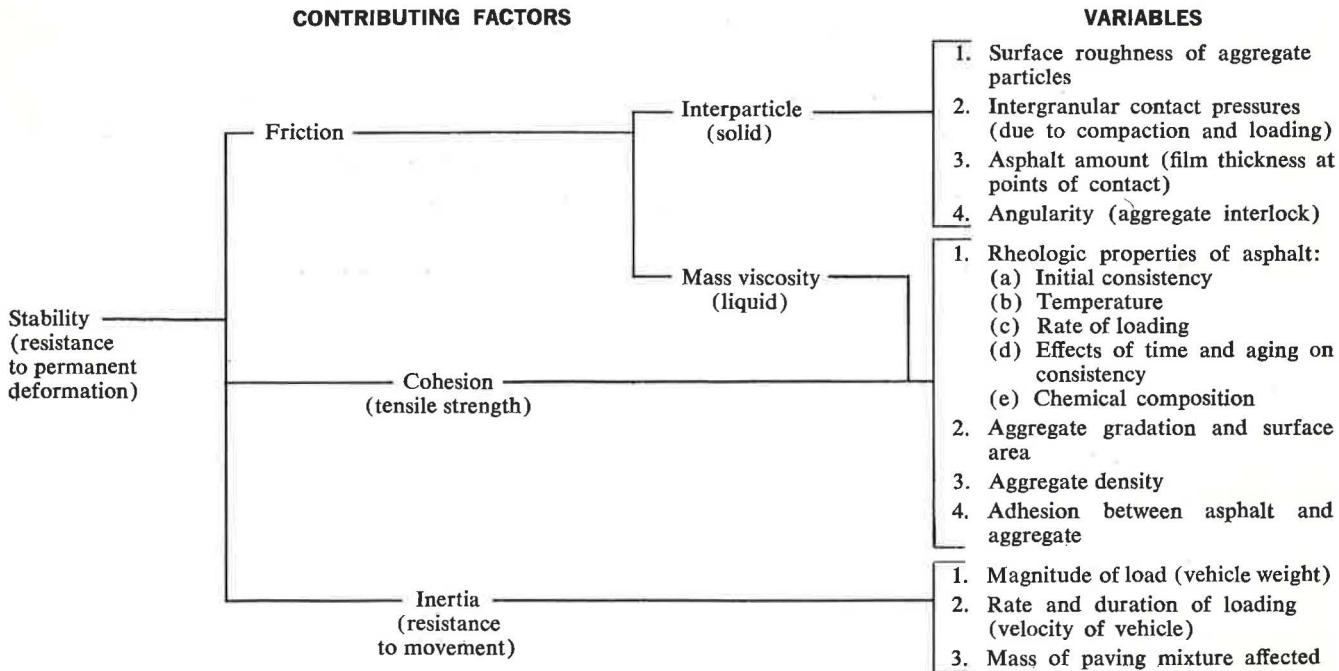 CONTRIBUTING FACTORS
VARIABLES
Stability
(resistance
to permanent
deformation)
Friction
Interparticle
(solid)
1. Surface roughness of aggregate
particles
2. Intergranular contact pressures
(due to compaction and loading)
3. Asphalt amount (film thickness at
points of contact)
4. Angularity (aggregate interlock)
Mass viscosity
(liquid)
Cohesion
(tensile strength)
1. Rheologic properties of asphalt:
(a) Initial consistency
(b) Temperature
(c) Rate of loading
(d) Effects of time and aging on
consistency
(e) Chemical composition
2. Aggregate gradation and surface
area
3. Aggregate density
4. Adhesion between asphalt and
aggregate
Inertia
(resistance
to movement)
1. Magnitude of load (vehicle weight)
2. Rate and duration of loading
(velocity of vehicle)
3. Mass of paving mixture affected